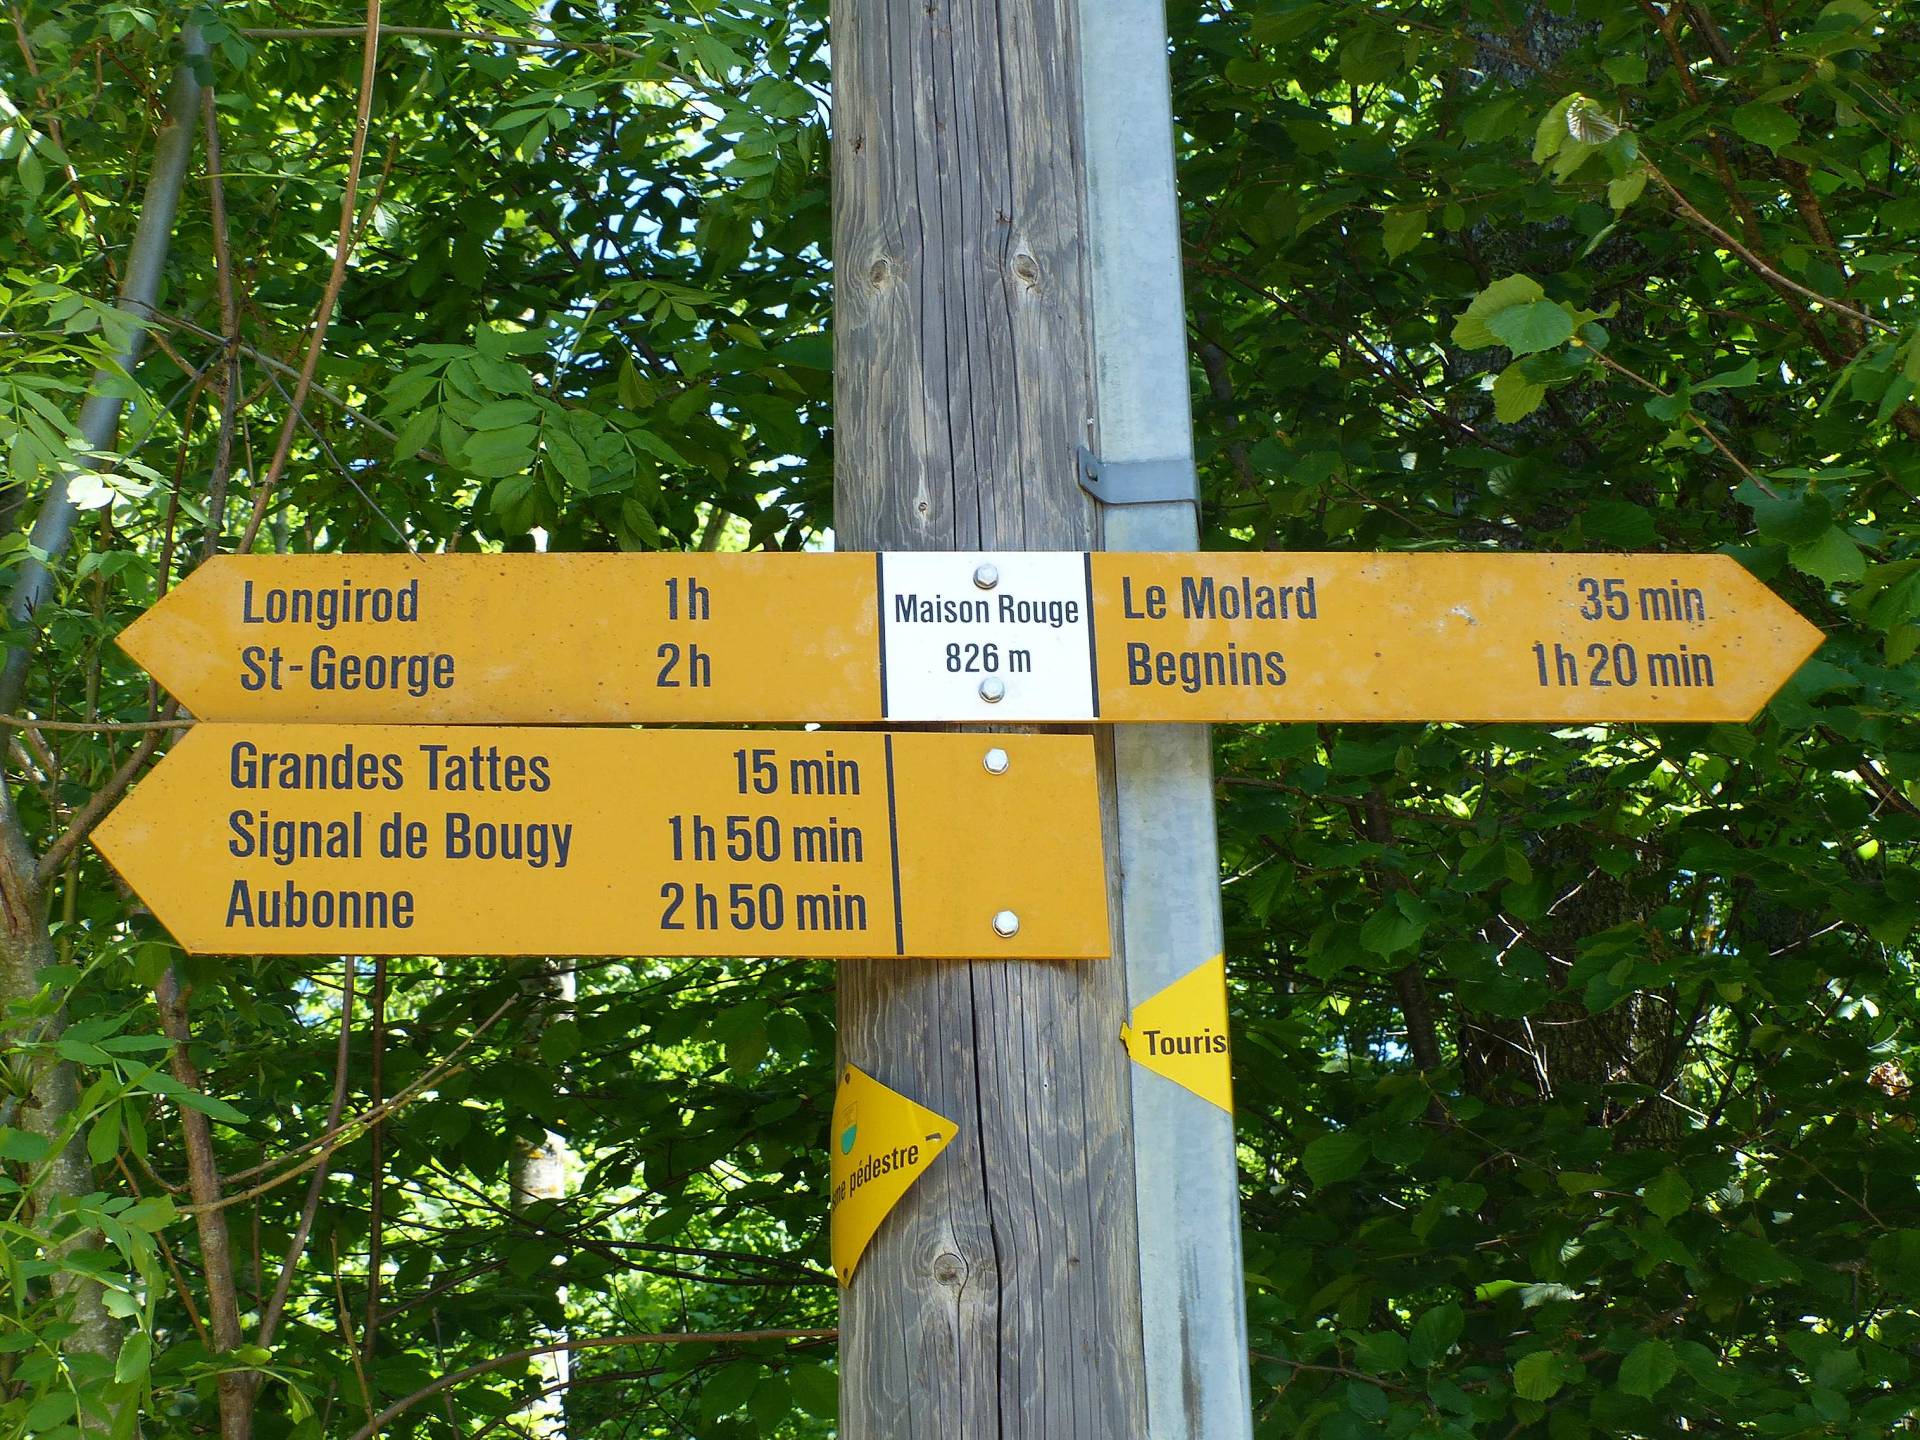 Longirod 1h
St-George 2h
Maison Rouge
826 m
Le Molard 35 min
Begnins 1h 20 min
Grandes Tattes 15 min
Signal de Bougy 1h 50 min
Aubonne 2h 50 min
Touris
pédestre